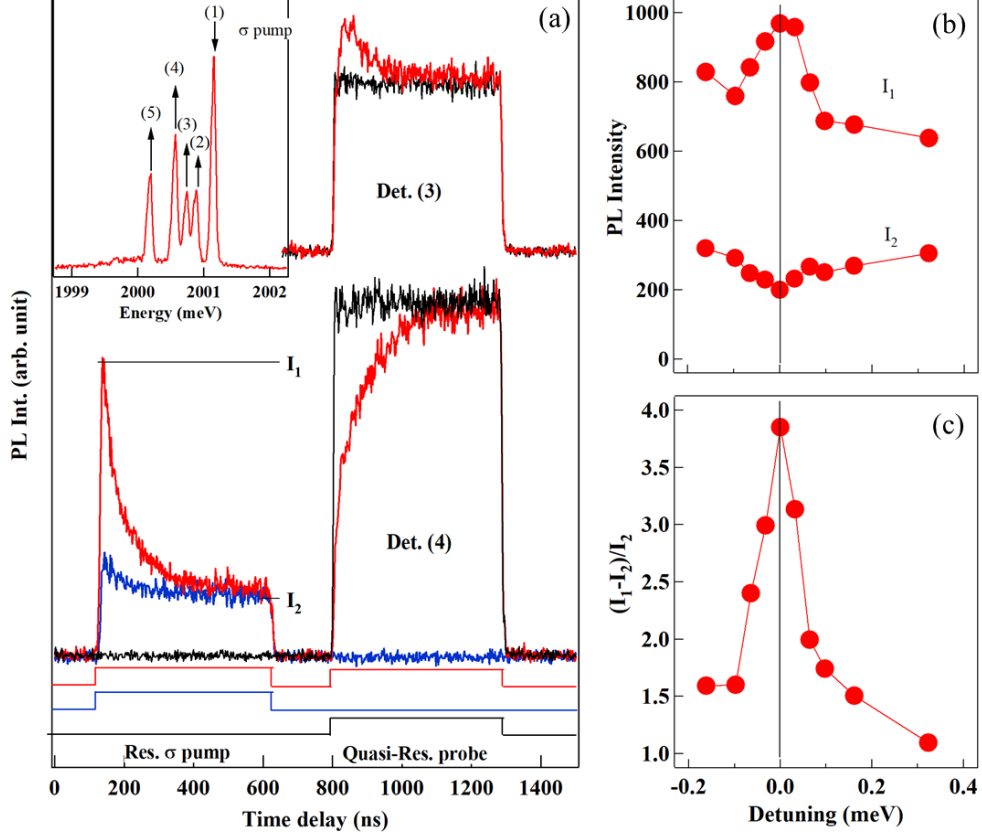 (a)
(1)
σ pump
(4)
(5)
(3)
(2)
1999 2000 2001 2002
Energy (meV)
Det. (3)
I1
Det. (4)
I2
PL Int. (arb. unit)
Res. σ pump
Quasi-Res. probe
0 200 400 600 800 1000 1200 1400
Time delay (ns)
(b)
1000
800
600
400
200
0
PL Intensity
I1
I2
(c)
4.0
3.5
3.0
2.5
2.0
1.5
1.0
(I1-I2)/I2
-0.2 0.0 0.2 0.4
Detuning (meV)